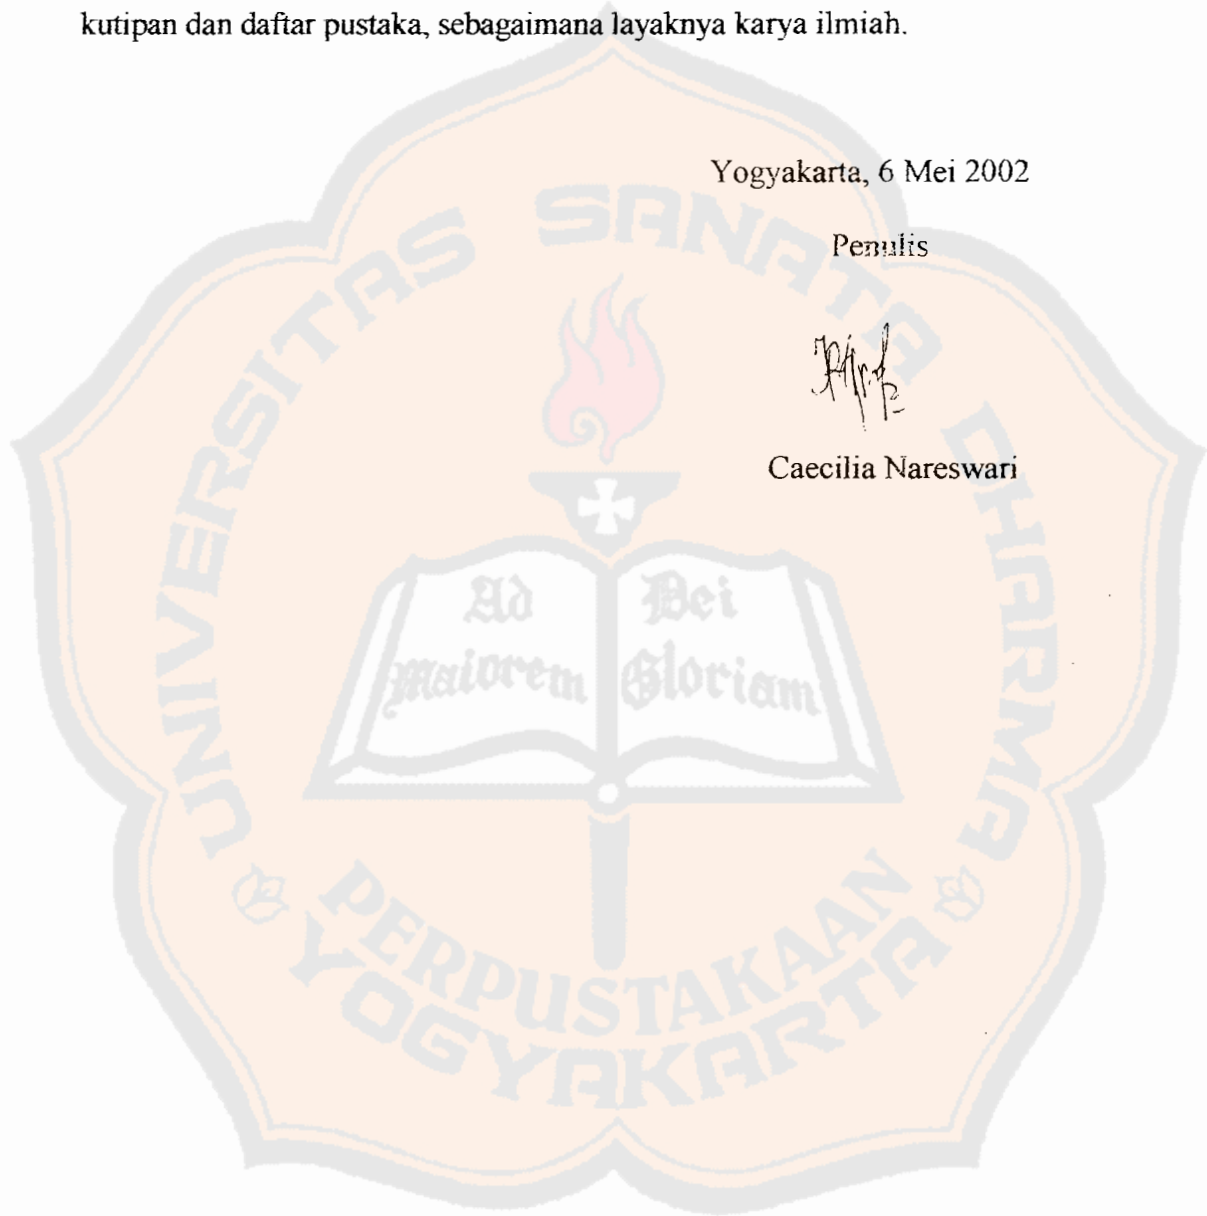 kutipan dan daftar pustaka, sebagaimana layaknya karya ilmiah.
Yogyakarta, 6 Mei 2002
Penulis
Caecilia Nareswari
UNIVERSITAS SANATA DHARMA
Ad Dei
maiorem Gloriam
PERPUSTAKAAN
YOGYAKARTA